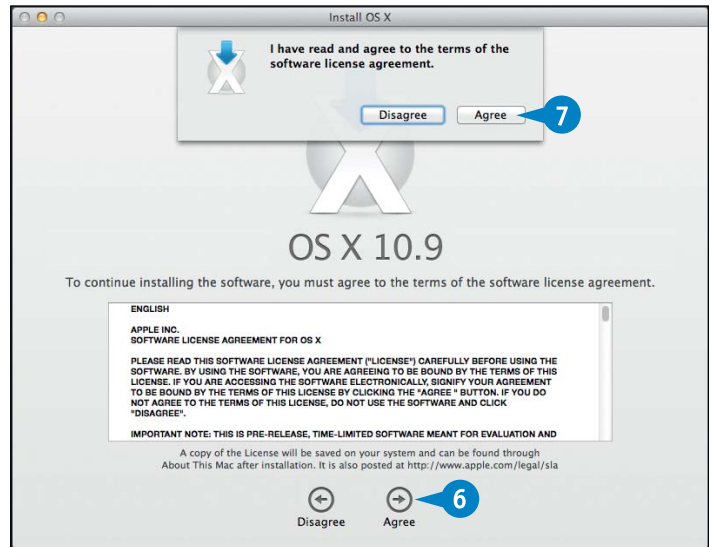 Install OS X
I have read and agree to the terms of the
software license agreement.
Disagree
Agree
7
OS X 10.9
To continue installing the software, you must agree to the terms of the software license agreement.
ENGLISH
APPLE INC.
SOFTWARE LICENSE AGREEMENT FOR OS X
PLEASE READ THIS SOFTWARE LICENSE AGREEMENT ("LICENSE") CAREFULLY BEFORE USING THE
SOFTWARE. BY USING THE SOFTWARE, YOU ARE AGREEING TO BE BOUND BY THE TERMS OF THIS
LICENSE. IF YOU ARE ACCESSING THE SOFTWARE ELECTRONICALLY, SIGNIFY YOUR AGREEMENT
TO BE BOUND BY THE TERMS OF THIS LICENSE BY CLICKING THE "AGREE " BUTTON. IF YOU DO
NOT AGREE TO THE TERMS OF THIS LICENSE, DO NOT USE THE SOFTWARE AND CLICK
"DISAGREE".
IMPORTANT NOTE: THIS IS PRE-RELEASE, TIME-LIMITED SOFTWARE MEANT FOR EVALUATION AND
A copy of the License will be saved on your system and can be found through
About This Mac after installation. It is also posted at http://www.apple.com/legal/sla
6
Disagree
Agree